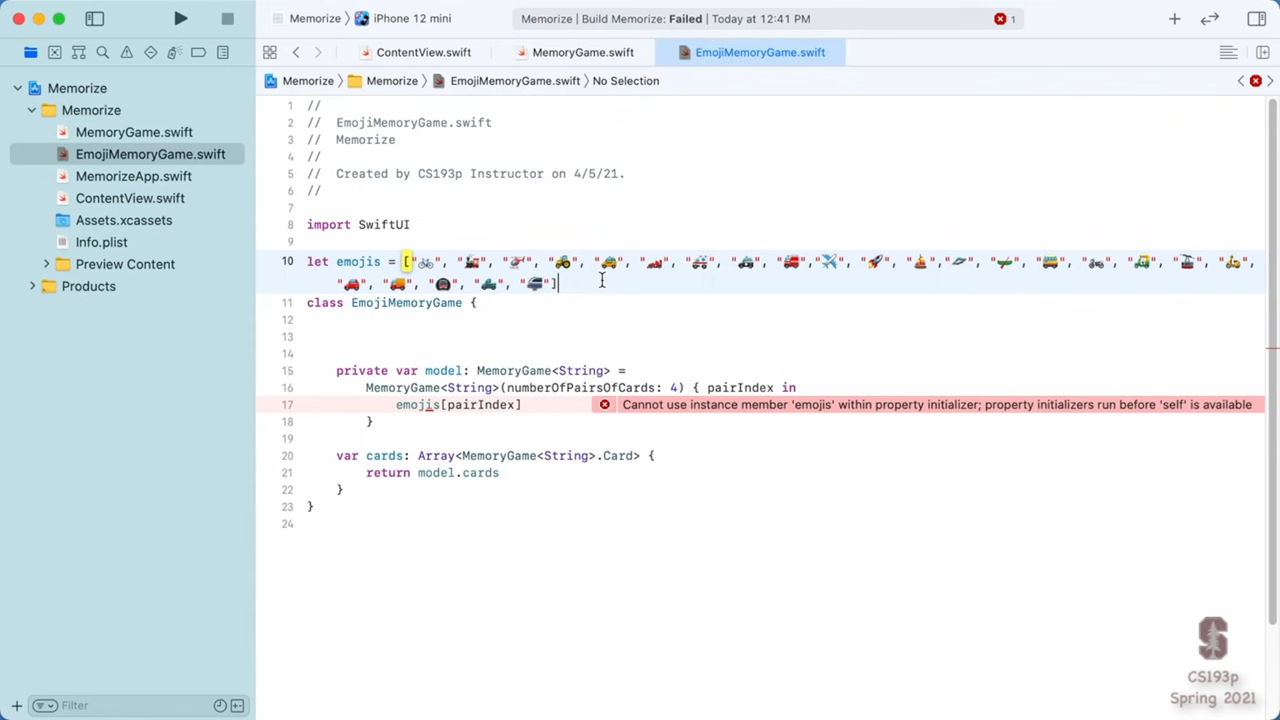 Memorize iPhone 12 mini
Memorize | Build Memorize: Failed | Today at 12:41 PM 1
ContentView.swift MemoryGame.swift EmojiMemoryGame.swift
Memorize Memorize EmojiMemoryGame.swift No Selection
Memorize
Memorize
MemoryGame.swift
EmojiMemoryGame.swift
MemorizeApp.swift
ContentView.swift
Assets.xcassets
Info.plist
Preview Content
Products
Filter
1 //
2 // EmojiMemoryGame.swift
3 // Memorize
4 //
5 // Created by CS193p Instructor on 4/5/21.
6 //
7
8 import SwiftUI
9
10 let emojis = ["🚲", "🚂", "🚁", "🚜", "🚕", "🏎", "🚑", "🚓", "🚒", "✈️", "🚀", "⛵️", "🛸", "🛶", "🚌", "🏍", "🛺", "🚠", "🛵",
"🚗", "🚚", "🚇", "🛻", "🚝"]
11 class EmojiMemoryGame {
12
13
14
15 private var model: MemoryGame<String> =
16 MemoryGame<String>(numberOfPairsOfCards: 4) { pairIndex in
17 emojis[pairIndex] Cannot use instance member 'emojis' within property initializer; property initializers run before 'self' is available
18 }
19
20 var cards: Array<MemoryGame<String>.Card> {
21 return model.cards
22 }
23 }
24
CS193p
Spring 2021